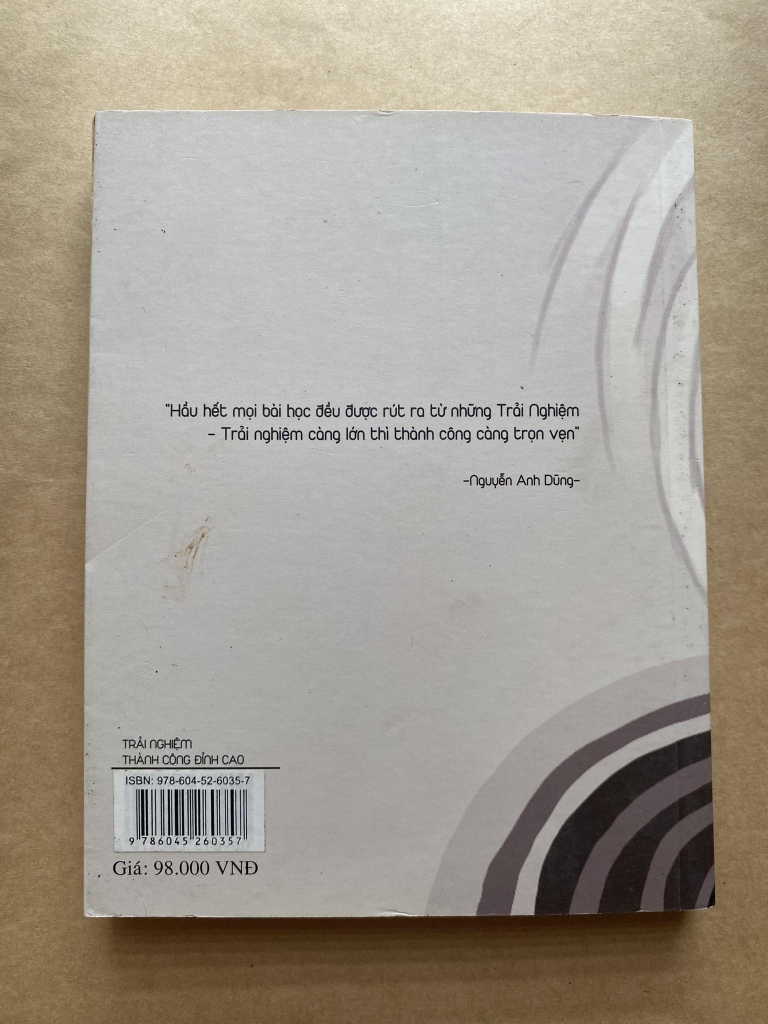 "Hầu hết mọi bài học đều được rút ra từ những Trải Nghiệm
- Trải nghiệm càng lớn thì thành công càng trọn vẹn"
-Nguyễn Anh Dũng-
TRẢI NGHIỆM
THÀNH CÔNG ĐỈNH CAO
ISBN: 978-604-52-6035-7
9 786045 260357
Giá: 98.000 VNĐ